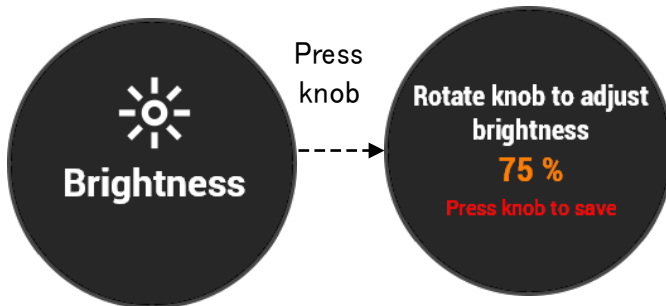 Brightness
Press
knob
Rotate knob to adjust
brightness
75 %
Press knob to save